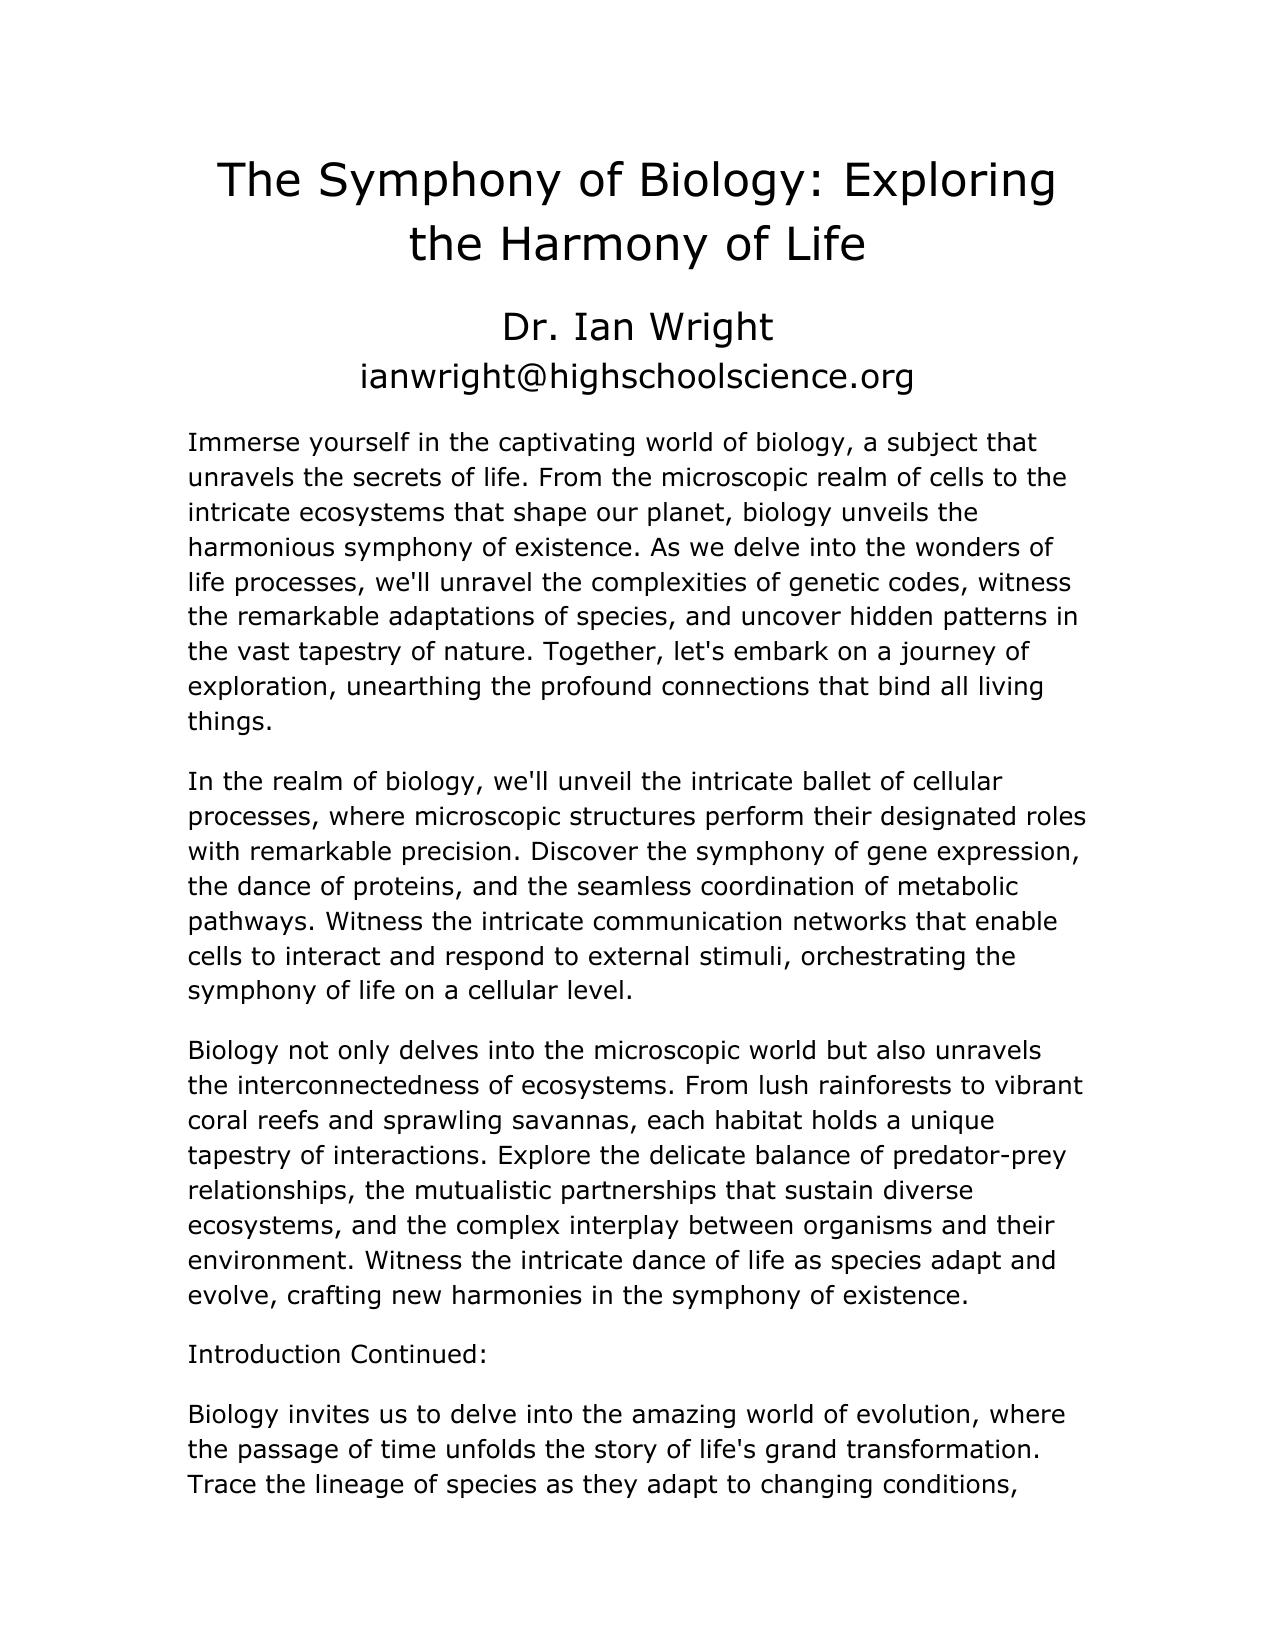 The Symphony of Biology: Exploring
the Harmony of Life
Dr. Ian Wright
ianwright@highschoolscience.org
Immerse yourself in the captivating world of biology, a subject that
unravels the secrets of life. From the microscopic realm of cells to the
intricate ecosystems that shape our planet, biology unveils the
harmonious symphony of existence. As we delve into the wonders of
life processes, we'll unravel the complexities of genetic codes, witness
the remarkable adaptations of species, and uncover hidden patterns in
the vast tapestry of nature. Together, let's embark on a journey of
exploration, unearthing the profound connections that bind all living
things.
In the realm of biology, we'll unveil the intricate ballet of cellular
processes, where microscopic structures perform their designated roles
with remarkable precision. Discover the symphony of gene expression,
the dance of proteins, and the seamless coordination of metabolic
pathways. Witness the intricate communication networks that enable
cells to interact and respond to external stimuli, orchestrating the
symphony of life on a cellular level.
Biology not only delves into the microscopic world but also unravels
the interconnectedness of ecosystems. From lush rainforests to vibrant
coral reefs and sprawling savannas, each habitat holds a unique
tapestry of interactions. Explore the delicate balance of predator-prey
relationships, the mutualistic partnerships that sustain diverse
ecosystems, and the complex interplay between organisms and their
environment. Witness the intricate dance of life as species adapt and
evolve, crafting new harmonies in the symphony of existence.
Introduction Continued:
Biology invites us to delve into the amazing world of evolution, where
the passage of time unfolds the story of life's grand transformation.
Trace the lineage of species as they adapt to changing conditions,